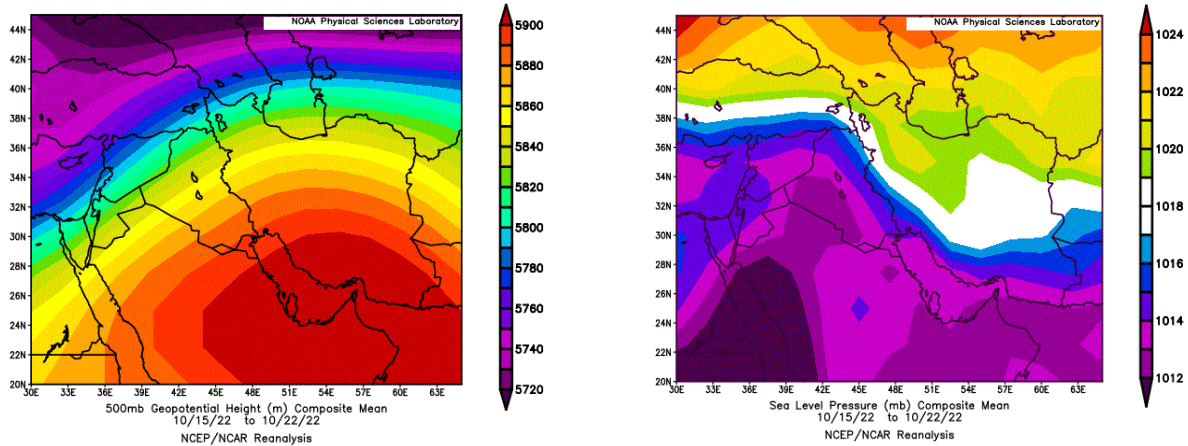 NOAA Physical Sciences Laboratory
44N
42N
40N
38N
36N
34N
32N
30N
28N
26N
24N
22N
20N
30E 33E 36E 39E 42E 45E 48E 51E 54E 57E 60E 63E
5900
5880
5860
5840
5820
5800
5780
5760
5740
5720
500mb Geopotential Height (m) Composite Mean
10/15/22 to 10/22/22
NCEP/NCAR Reanalysis
NOAA Physical Sciences Laboratory
44N
42N
40N
38N
36N
34N
32N
30N
28N
26N
24N
22N
20N
30E 33E 36E 39E 42E 45E 48E 51E 54E 57E 60E 63E
1024
1022
1020
1018
1016
1014
1012
Sea Level Pressure (mb) Composite Mean
10/15/22 to 10/22/22
NCEP/NCAR Reanalysis